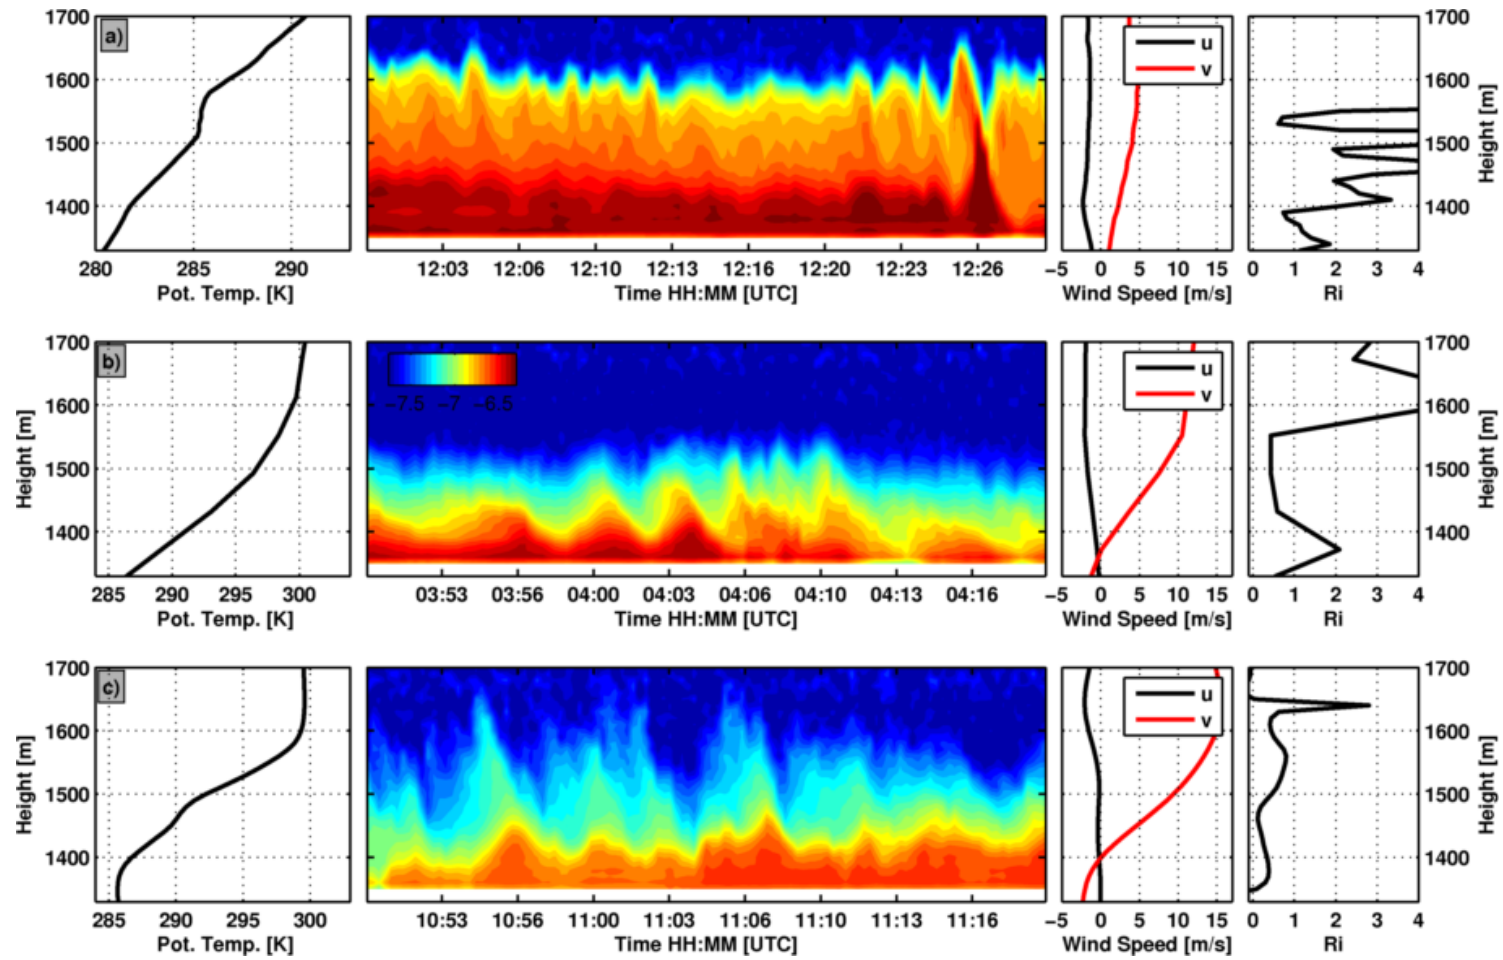 a)
1700
1600
1500
1400
280 285 290
Pot. Temp. [K]
12:03 12:06 12:10 12:13 12:16 12:20 12:23 12:26
Time HH:MM [UTC]
u
v
−5 0 5 10 15
Wind Speed [m/s]
0 1 2 3 4
Ri
1700
1600
1500
1400
Height [m]
b)
Height [m]
1700
1600
1500
1400
285 290 295 300
Pot. Temp. [K]
−7.5 −7 −6.5
03:53 03:56 04:00 04:03 04:06 04:10 04:13 04:16
Time HH:MM [UTC]
u
v
−5 0 5 10 15
Wind Speed [m/s]
0 1 2 3 4
Ri
1700
1600
1500
1400
Height [m]
c)
Height [m]
1700
1600
1500
1400
285 290 295 300
Pot. Temp. [K]
10:53 10:56 11:00 11:03 11:06 11:10 11:13 11:16
Time HH:MM [UTC]
u
v
−5 0 5 10 15
Wind Speed [m/s]
0 1 2 3 4
Ri
1700
1600
1500
1400
Height [m]